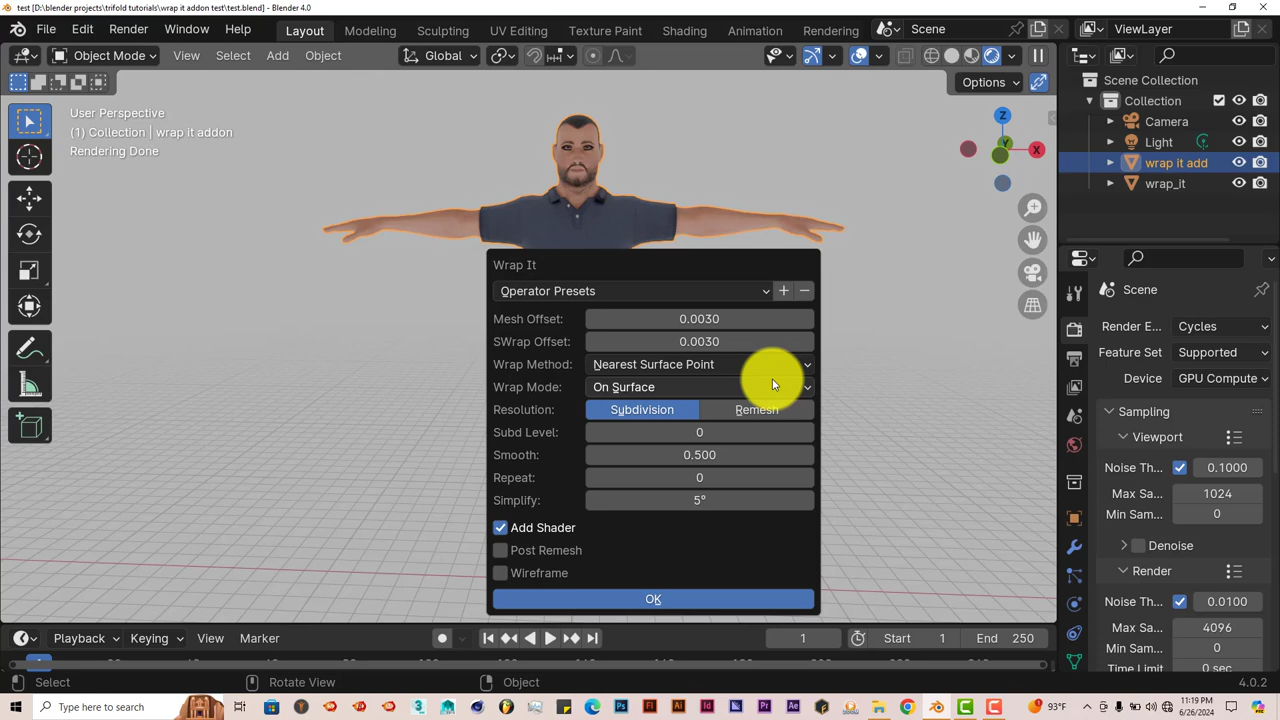 test [D:\blender projects\trifold tutorials\wrap it addon test\test.blend] - Blender 4.0
File Edit Render Window Help Layout Modeling Sculpting UV Editing Texture Paint Shading Animation Rendering Scene ViewLayer
Object Mode View Select Add Object Global
Options
User Perspective
(1) Collection | wrap it addon
Rendering Done
Z
Y
X
Scene Collection
Collection
Camera
Light
wrap it add
wrap_it
Wrap It
Operator Presets
Mesh Offset: 0.0030
SWrap Offset: 0.0030
Wrap Method: Nearest Surface Point
Wrap Mode: On Surface
Resolution: Subdivision Remesh
Subd Level: 0
Smooth: 0.500
Repeat: 0
Simplify: 5°
Add Shader
Post Remesh
Wireframe
OK
Scene
Render E... Cycles
Feature Set Supported
Device GPU Compute
Sampling
Viewport
Noise Th... 0.1000
Max Sa... 1024
Min Sam... 0
Denoise
Render
Noise Th... 0.0100
Max Sa... 4096
Min Sam... 0
Time Limit 0 sec
Playback Keying View Marker 1 Start 1 End 250
Select Rotate View Object 4.0.2
Type here to search
93°F
11:19 PM
6/26/2024